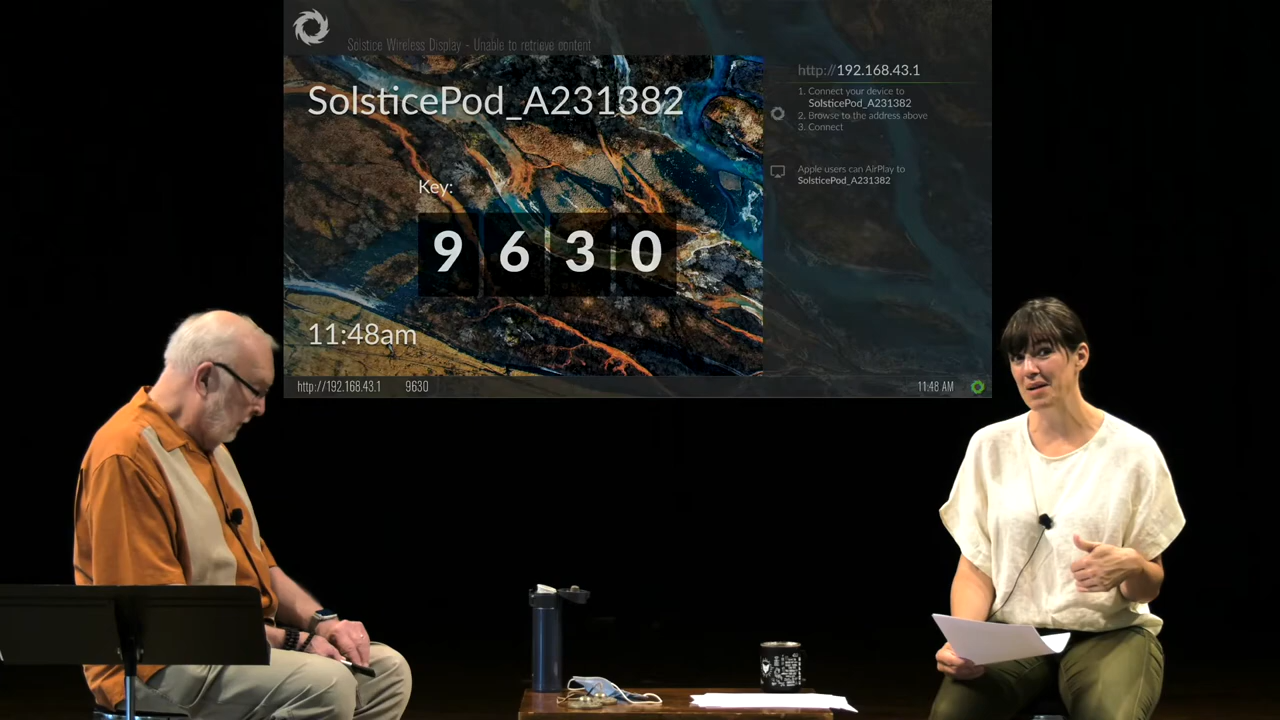 Solstice Wireless Display - Unable to retrieve content
SolsticePod_A231382
Key:
9 6 3 0
11:48am
http://192.168.43.1
1. Connect your device to
SolsticePod_A231382
2. Browse to the address above
3. Connect
Apple users can AirPlay to
SolsticePod_A231382
http://192.168.43.1 9630 11:48 AM